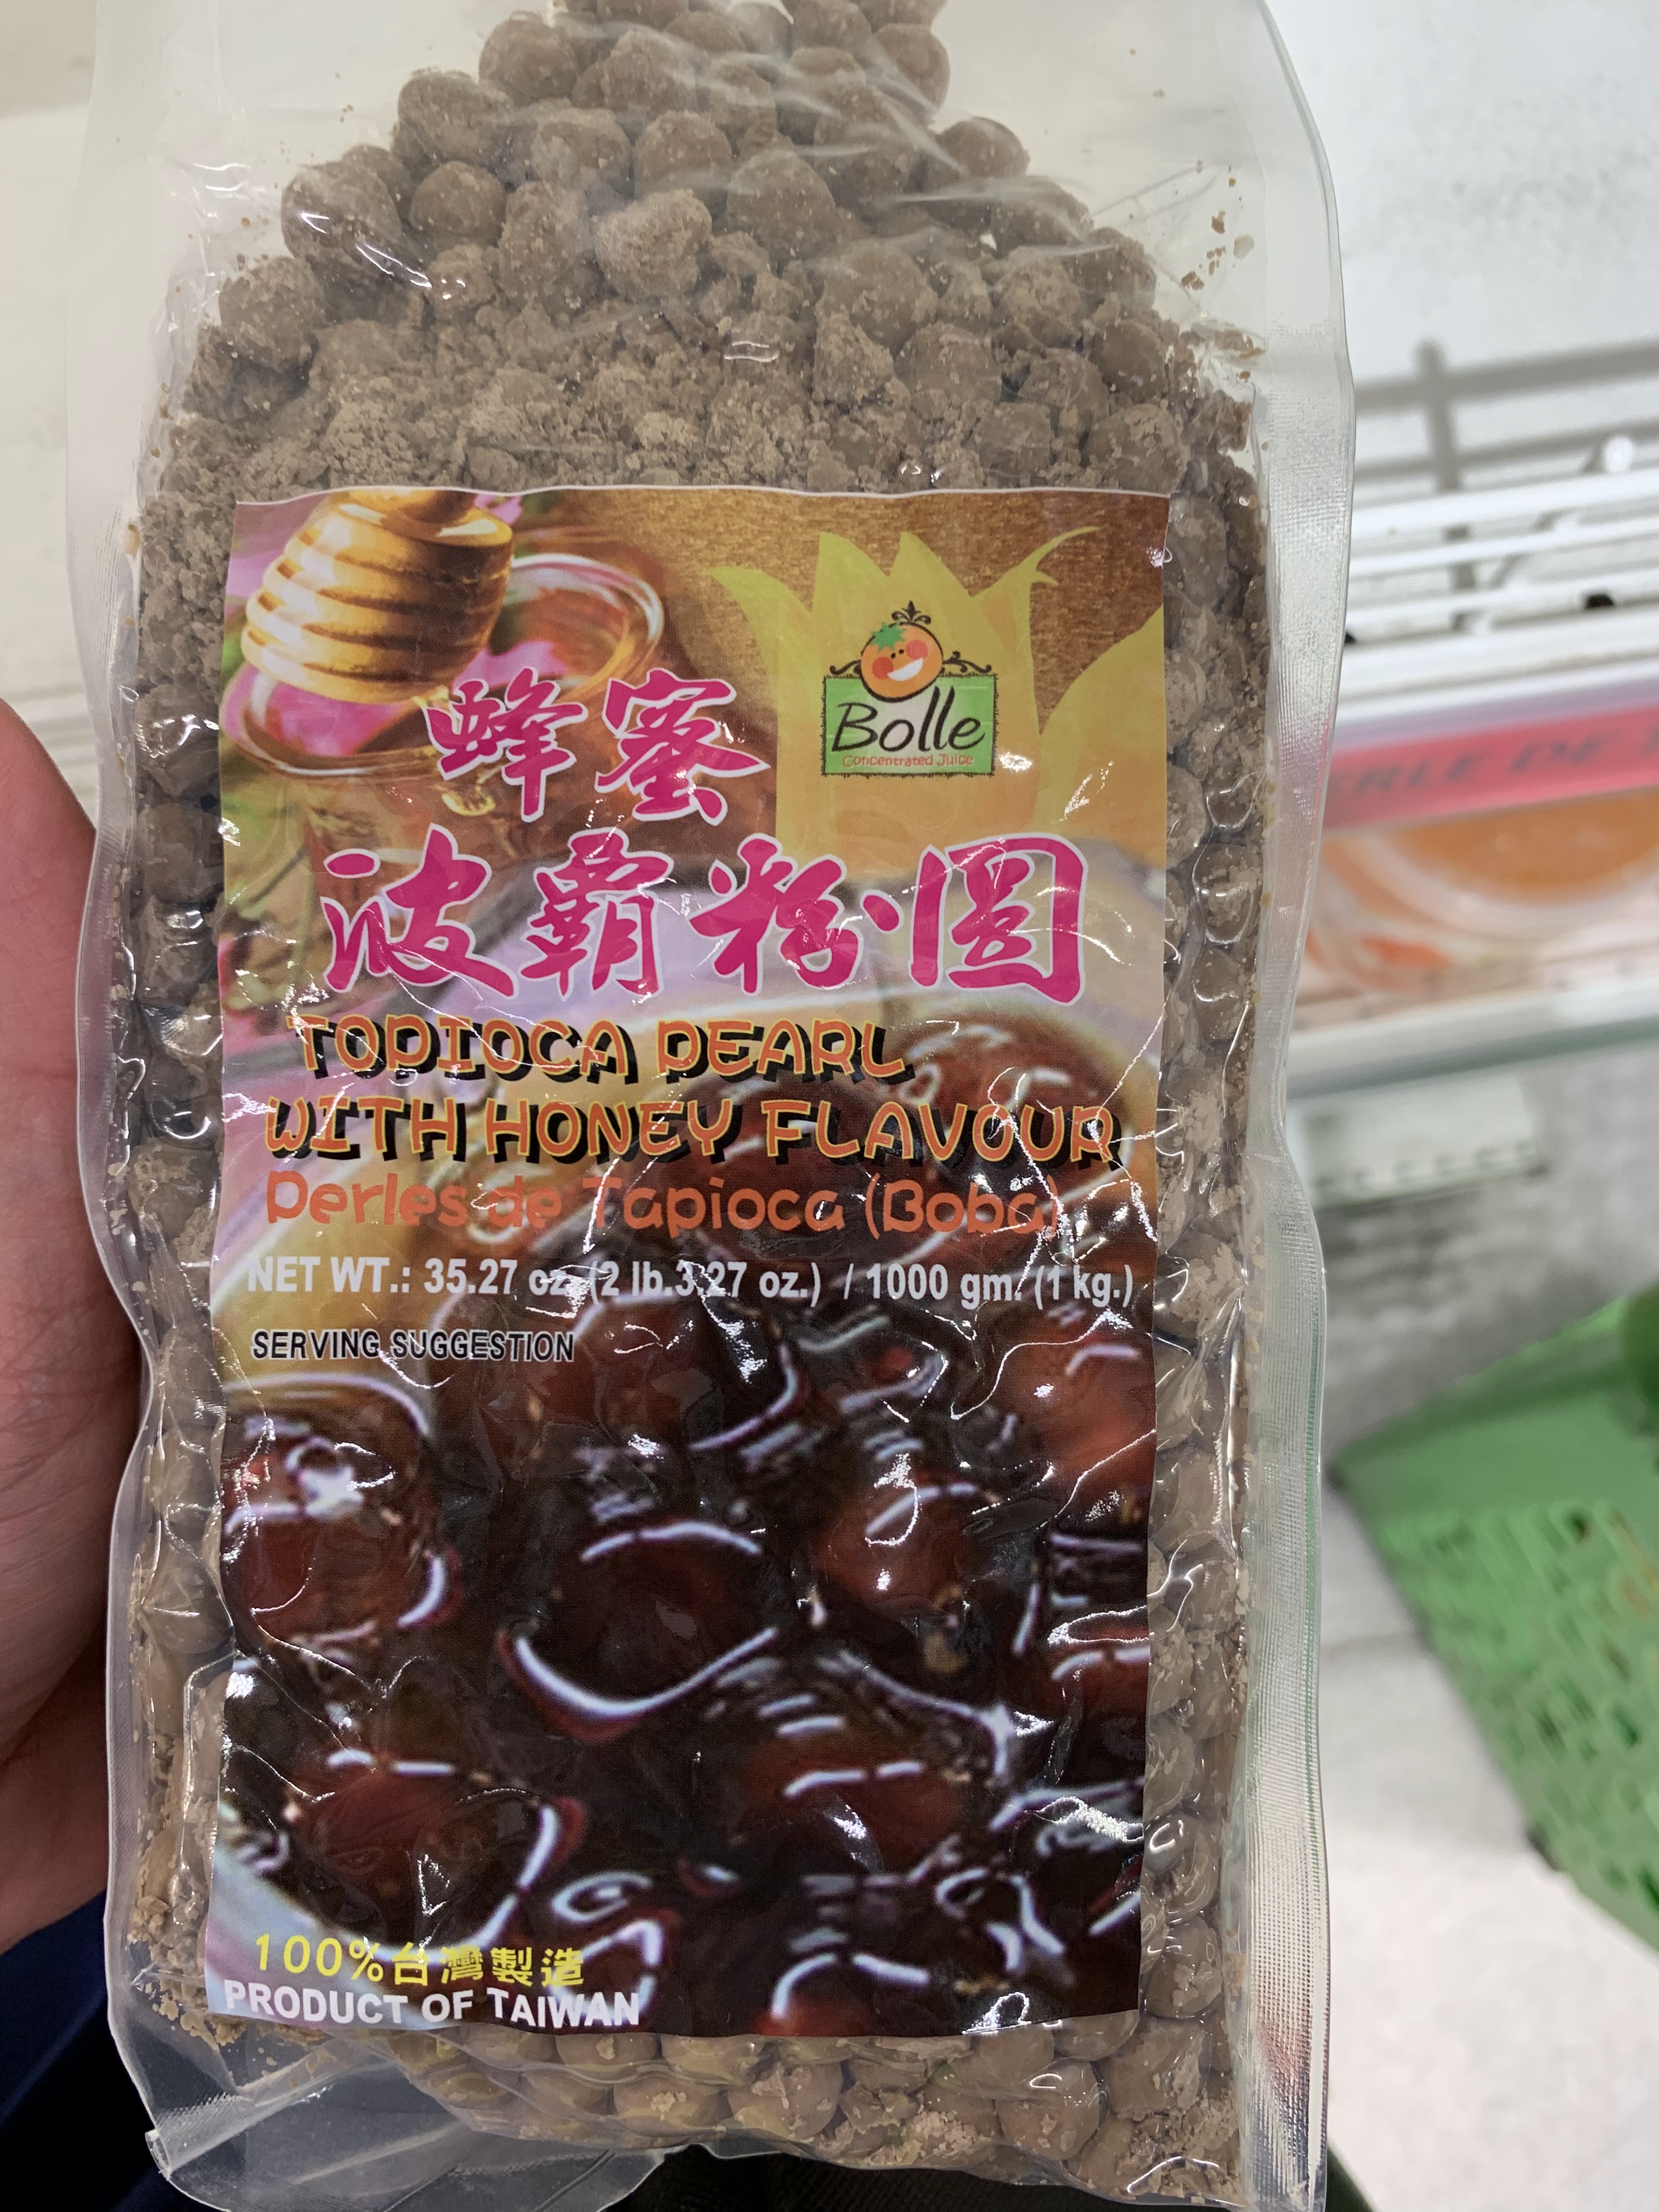 Bolle
Concentrated Juice
蜂蜜
波霸粉圓
TOPIOCA PEARL
WITH HONEY FLAVOUR
Perles de Tapioca (Boba)
NET WT.: 35.27 oz. (2 lb.3.27 oz.) / 1000 gm. (1 kg.)
SERVING SUGGESTION
100%台灣製造
PRODUCT OF TAIWAN
ERLE DE